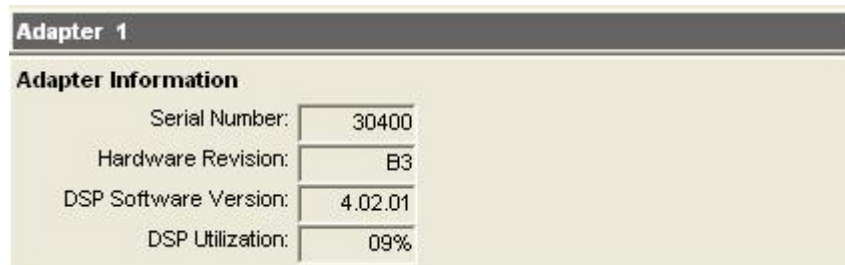 Adapter 1
Adapter Information
Serial Number: 30400
Hardware Revision: B3
DSP Software Version: 4.02.01
DSP Utilization: 09%